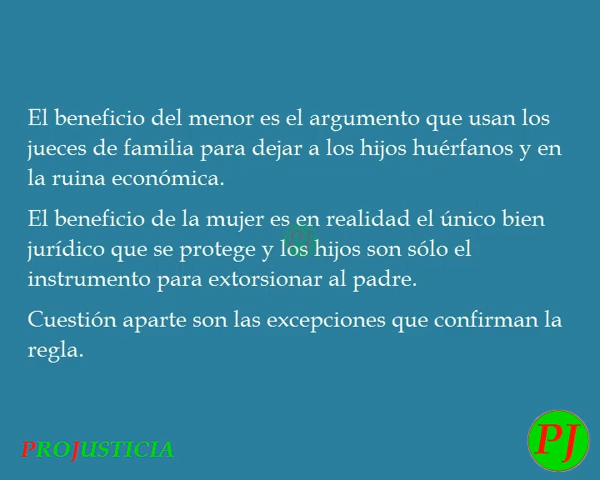 El beneficio del menor es el argumento que usan los
jueces de familia para dejar a los hijos huérfanos y en
la ruina económica.
El beneficio de la mujer es en realidad el único bien
jurídico que se protege y los hijos son sólo el
instrumento para extorsionar al padre.
Cuestión aparte son las excepciones que confirman la
regla.
PROJUSTICIA
PJ